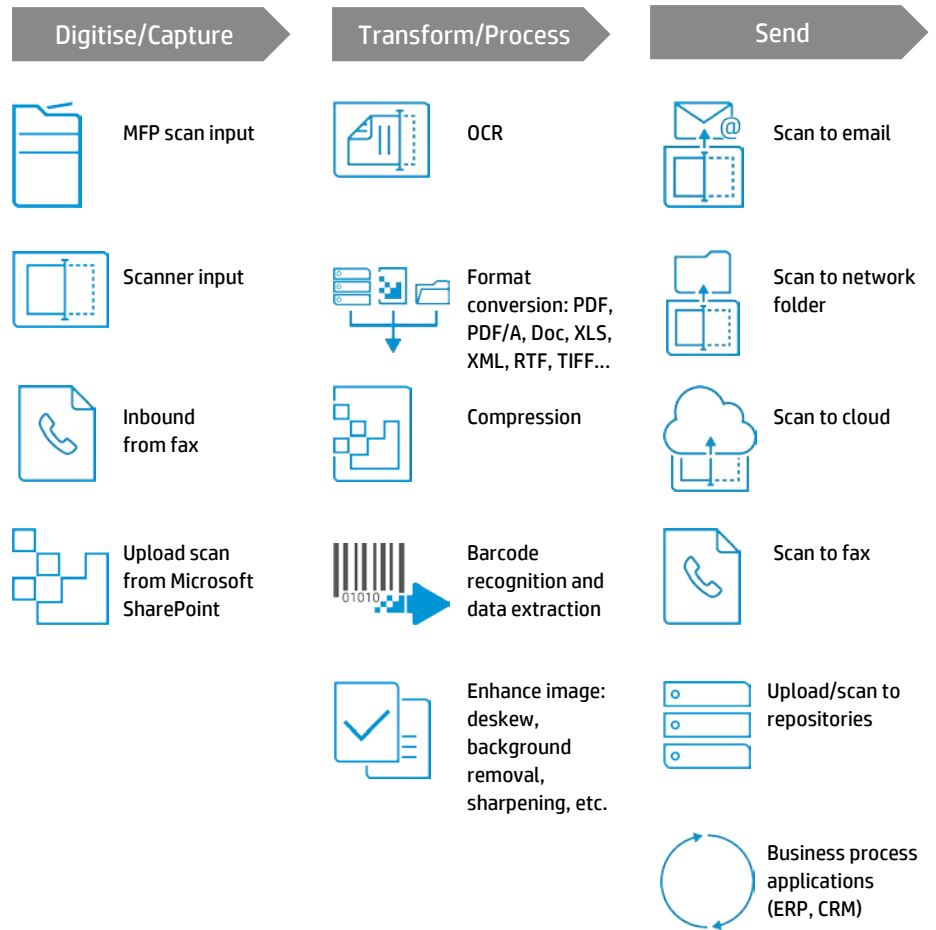 Digitise/Capture
MFP scan input
Scanner input
Inbound
from fax
Upload scan
from Microsoft
SharePoint
Transform/Process
OCR
Format
conversion: PDF,
PDF/A, Doc, XLS,
XML, RTF, TIFF...
Compression
01010
Barcode
recognition and
data extraction
Enhance image:
deskew,
background
removal,
sharpening, etc.
Send
@
Scan to email
Scan to network
folder
Scan to cloud
Scan to fax
Upload/scan to
repositories
Business process
applications
(ERP, CRM)